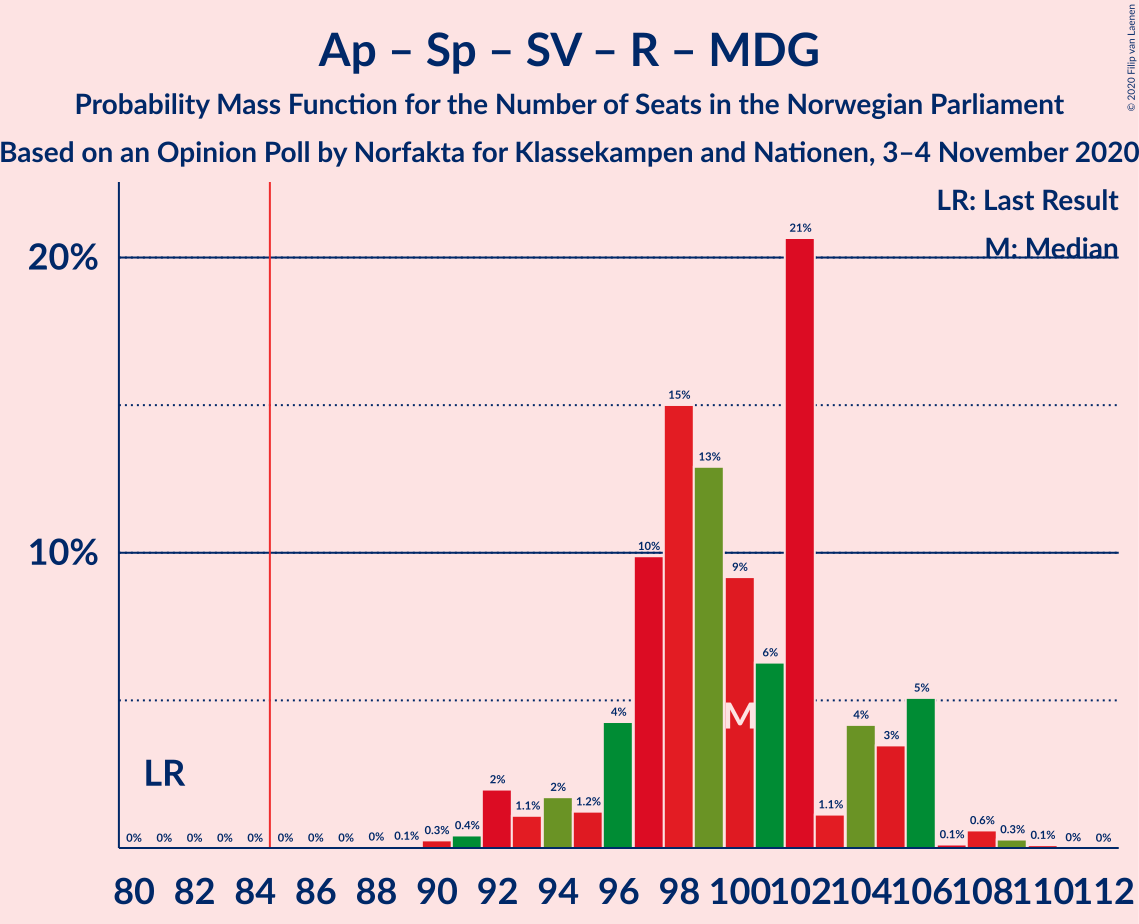 © 2020 Filip van Laenen
Ap – Sp – SV – R – MDG
Probability Mass Function for the Number of Seats in the Norwegian Parliament
Based on an Opinion Poll by Norfakta for Klassekampen and Nationen, 3–4 November 2020
LR: Last Result
M: Median
20%
10%
LR
M
0% 0% 0% 0% 0% 0% 0% 0% 0% 0.1% 0.3% 0.4% 2% 1.1% 2% 1.2% 4% 10% 15% 13% 9% 6% 21% 1.1% 4% 3% 5% 0.1% 0.6% 0.3% 0.1% 0% 0%
80 82 84 86 88 90 92 94 96 98 100 102 104 106 108 110 112